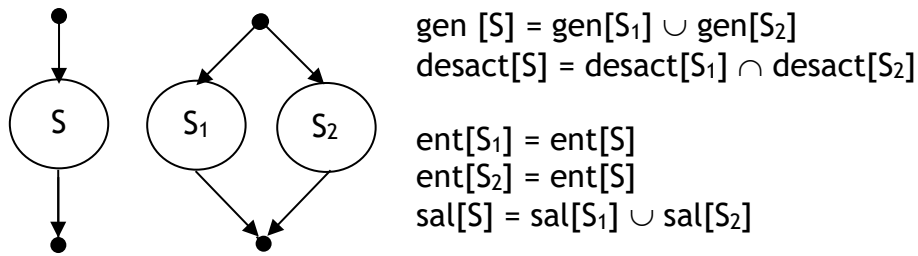 S
S₁
S₂
gen [S] = gen[S₁] ∪ gen[S₂]
desact[S] = desact[S₁] ∩ desact[S₂]
ent[S₁] = ent[S]
ent[S₂] = ent[S]
sal[S] = sal[S₁] ∪ sal[S₂]